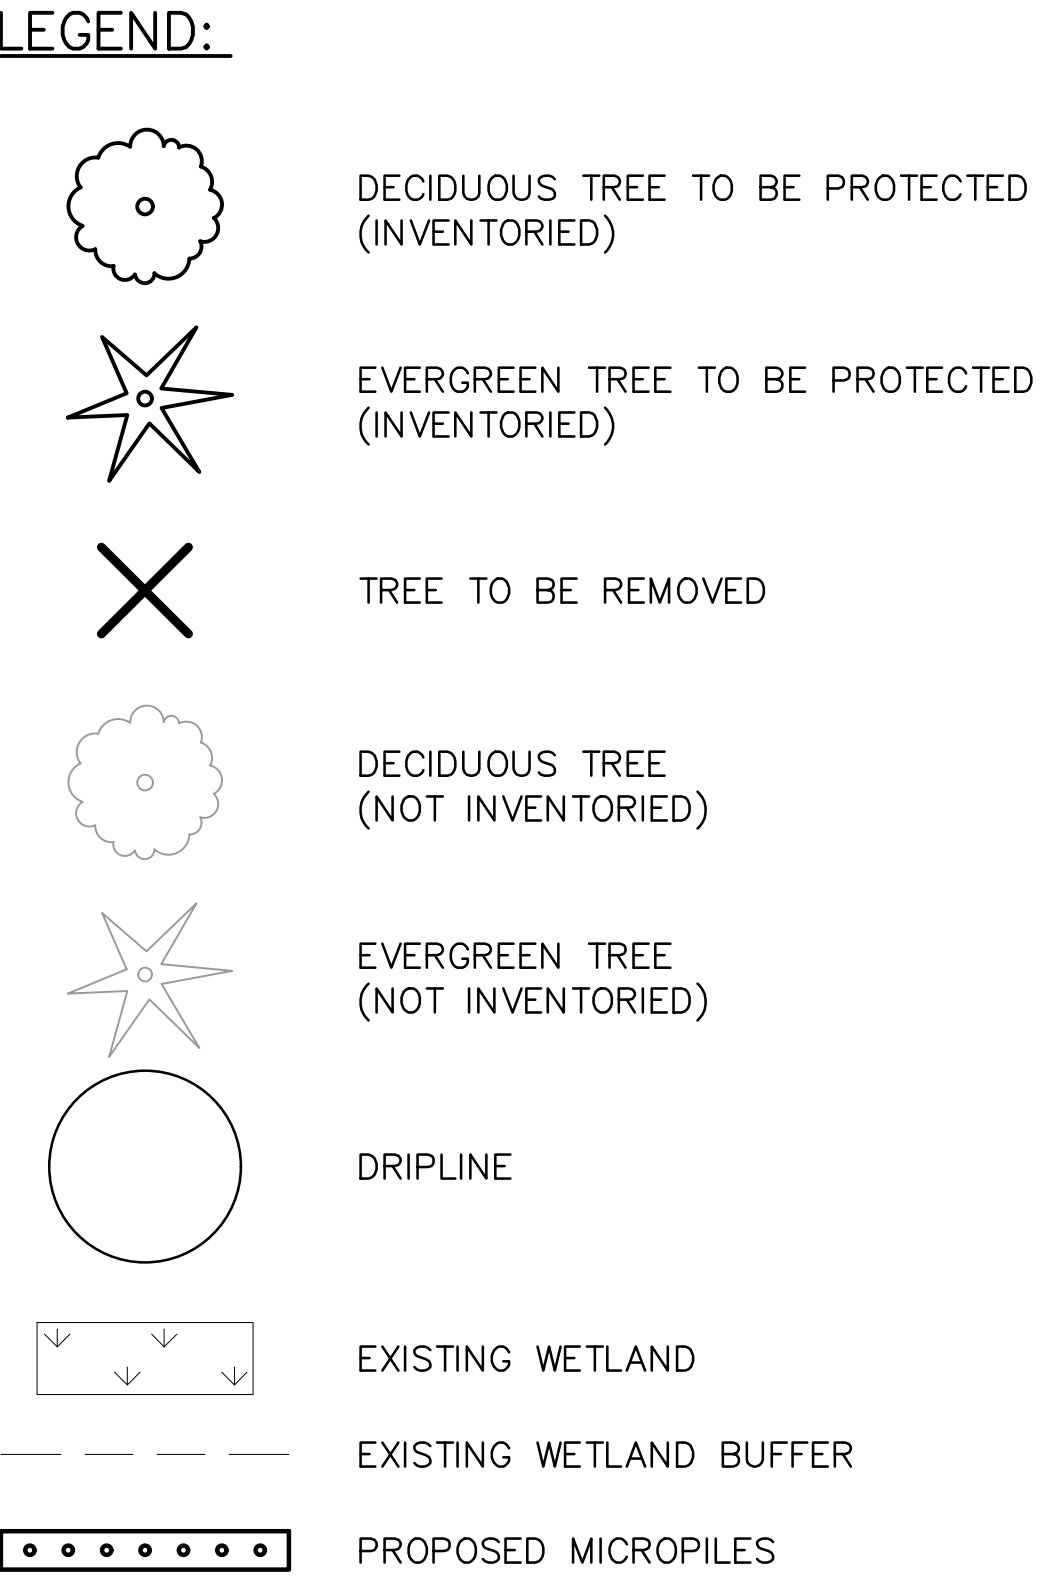 LEGEND:
DECIDUOUS TREE TO BE PROTECTED
(INVENTORIED)
EVERGREEN TREE TO BE PROTECTED
(INVENTORIED)
TREE TO BE REMOVED
DECIDUOUS TREE
(NOT INVENTORIED)
EVERGREEN TREE
(NOT INVENTORIED)
DRIPLINE
EXISTING WETLAND
EXISTING WETLAND BUFFER
PROPOSED MICROPILES